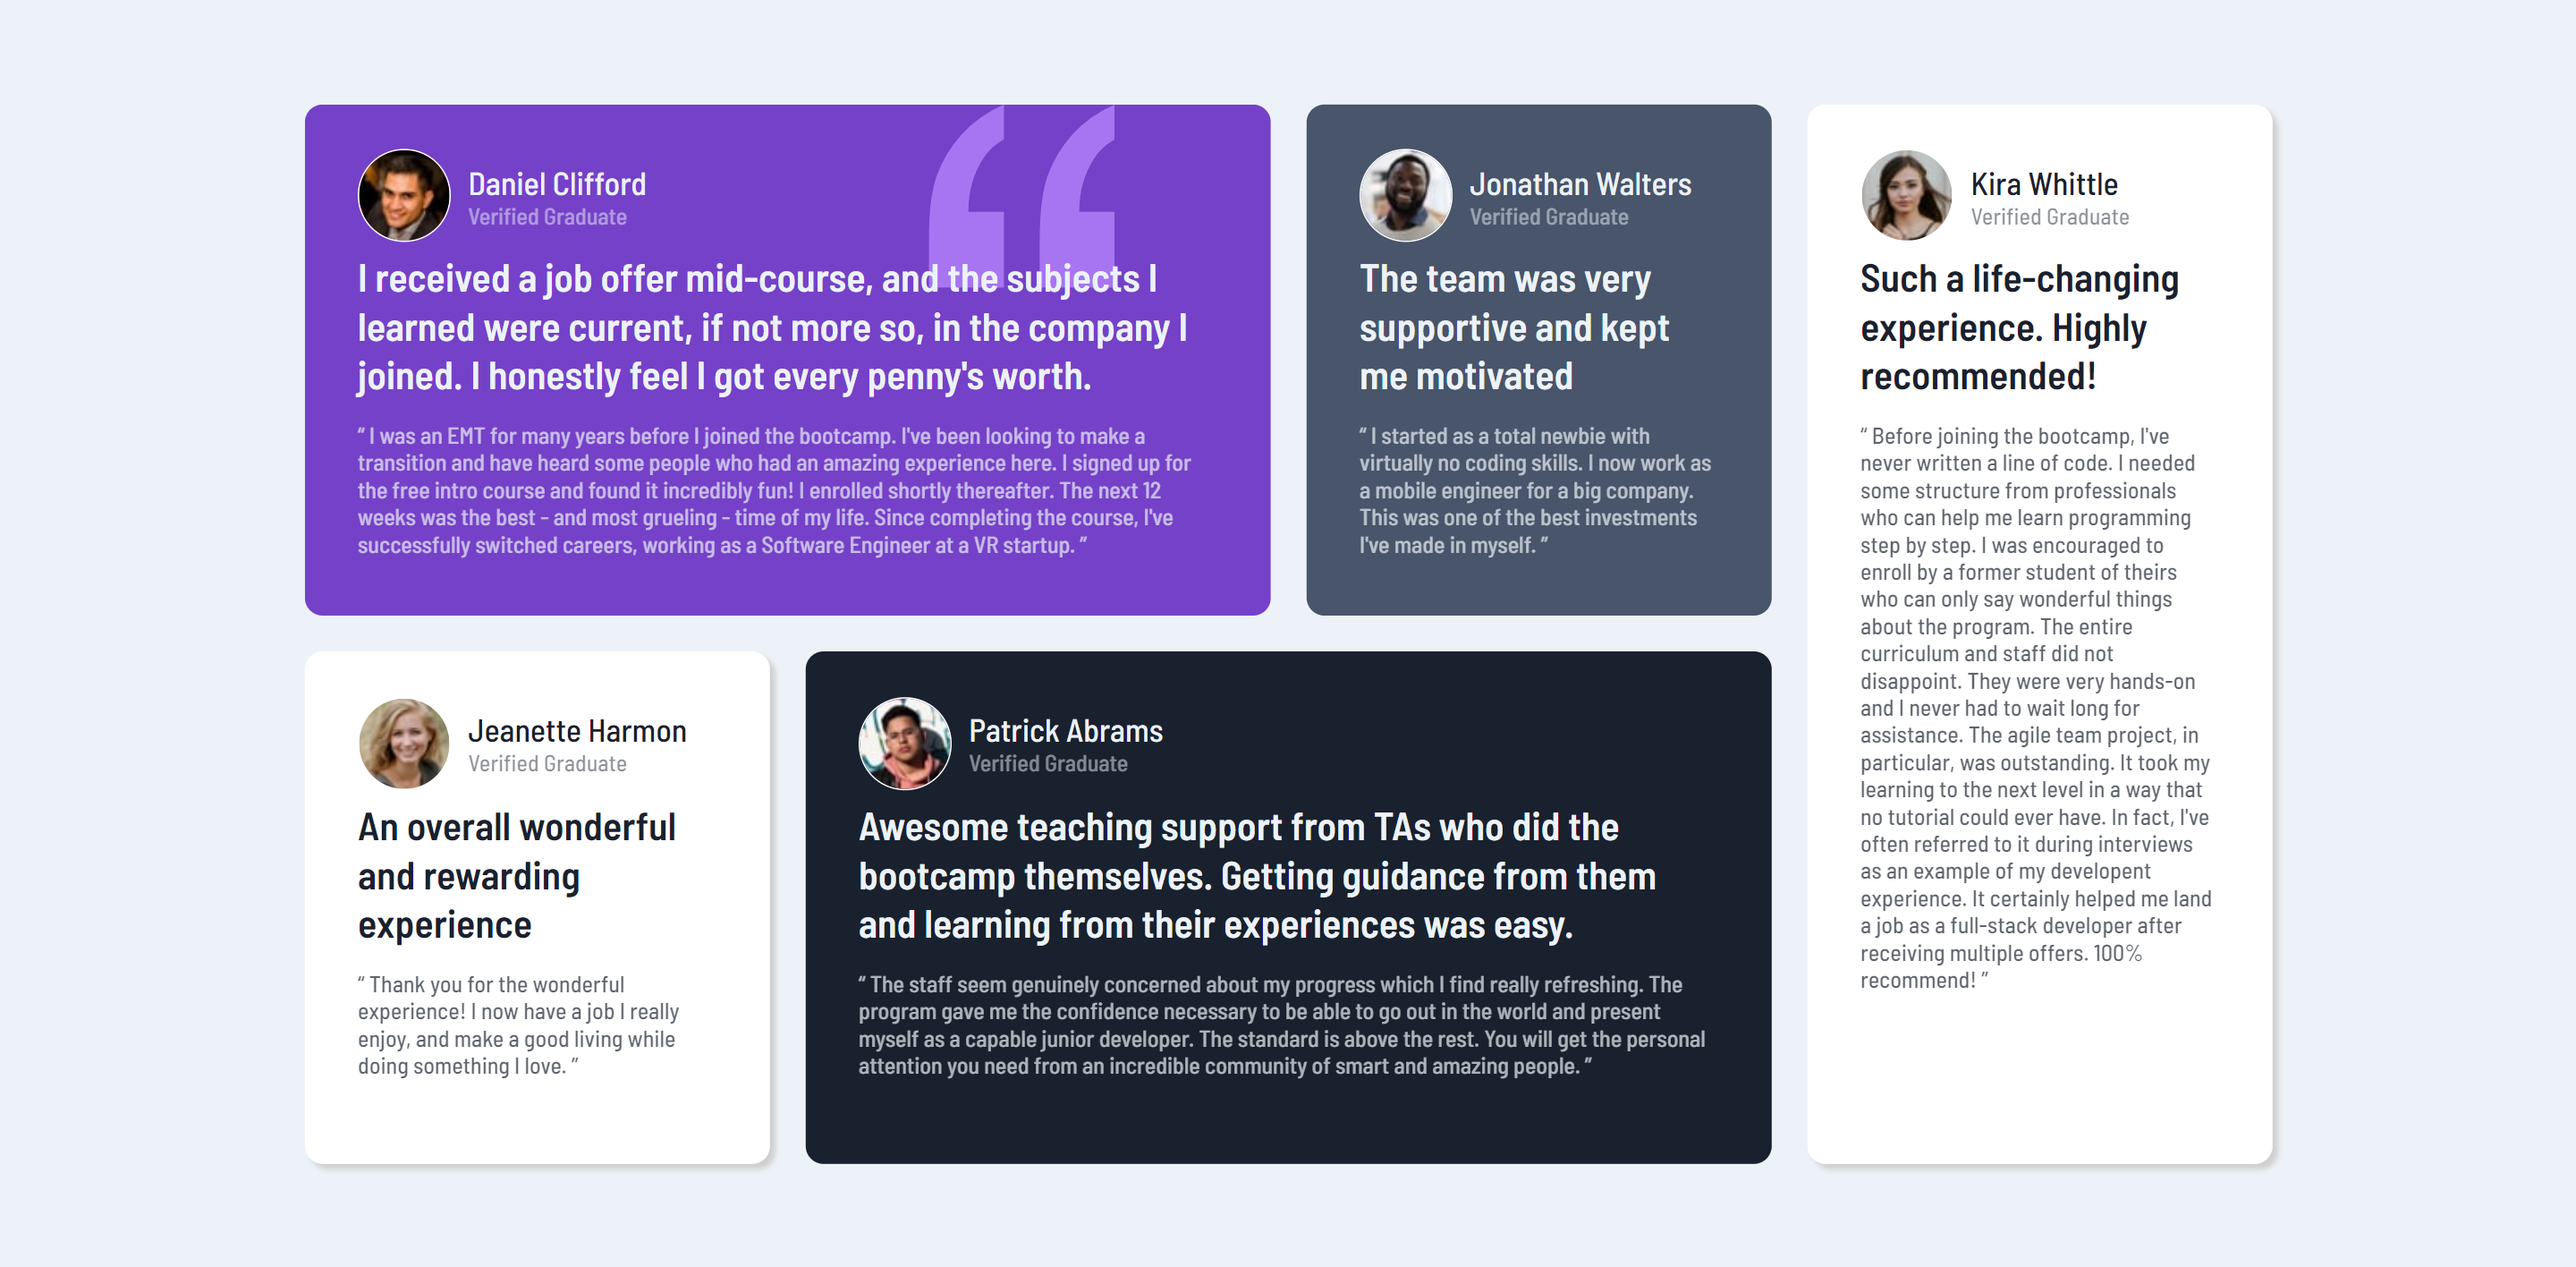 Daniel Clifford
Verified Graduate
I received a job offer mid-course, and the subjects I
learned were current, if not more so, in the company I
joined. I honestly feel I got every penny's worth.
“ I was an EMT for many years before I joined the bootcamp. I've been looking to make a
transition and have heard some people who had an amazing experience here. I signed up for
the free intro course and found it incredibly fun! I enrolled shortly thereafter. The next 12
weeks was the best - and most grueling - time of my life. Since completing the course, I've
successfully switched careers, working as a Software Engineer at a VR startup. ”
Jonathan Walters
Verified Graduate
The team was very
supportive and kept
me motivated
“ I started as a total newbie with
virtually no coding skills. I now work as
a mobile engineer for a big company.
This was one of the best investments
I've made in myself. ”
Kira Whittle
Verified Graduate
Such a life-changing
experience. Highly
recommended!
“ Before joining the bootcamp, I've
never written a line of code. I needed
some structure from professionals
who can help me learn programming
step by step. I was encouraged to
enroll by a former student of theirs
who can only say wonderful things
about the program. The entire
curriculum and staff did not
disappoint. They were very hands-on
and I never had to wait long for
assistance. The agile team project, in
particular, was outstanding. It took my
learning to the next level in a way that
no tutorial could ever have. In fact, I've
often referred to it during interviews
as an example of my developent
experience. It certainly helped me land
a job as a full-stack developer after
receiving multiple offers. 100%
recommend! ”
Jeanette Harmon
Verified Graduate
An overall wonderful
and rewarding
experience
“ Thank you for the wonderful
experience! I now have a job I really
enjoy, and make a good living while
doing something I love. ”
Patrick Abrams
Verified Graduate
Awesome teaching support from TAs who did the
bootcamp themselves. Getting guidance from them
and learning from their experiences was easy.
“ The staff seem genuinely concerned about my progress which I find really refreshing. The
program gave me the confidence necessary to be able to go out in the world and present
myself as a capable junior developer. The standard is above the rest. You will get the personal
attention you need from an incredible community of smart and amazing people. ”